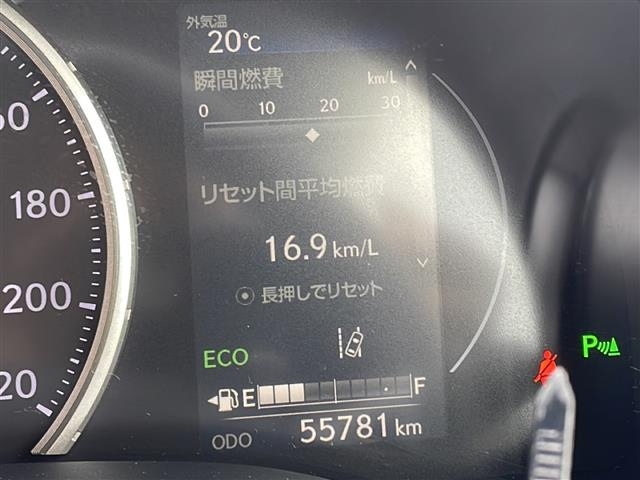 外気温
20℃
瞬間燃費 km/L
0 10 20 30
リセット間平均燃費
16.9 km/L
長押しでリセット
ECO
E F
ODO 55781 km
180
200
P